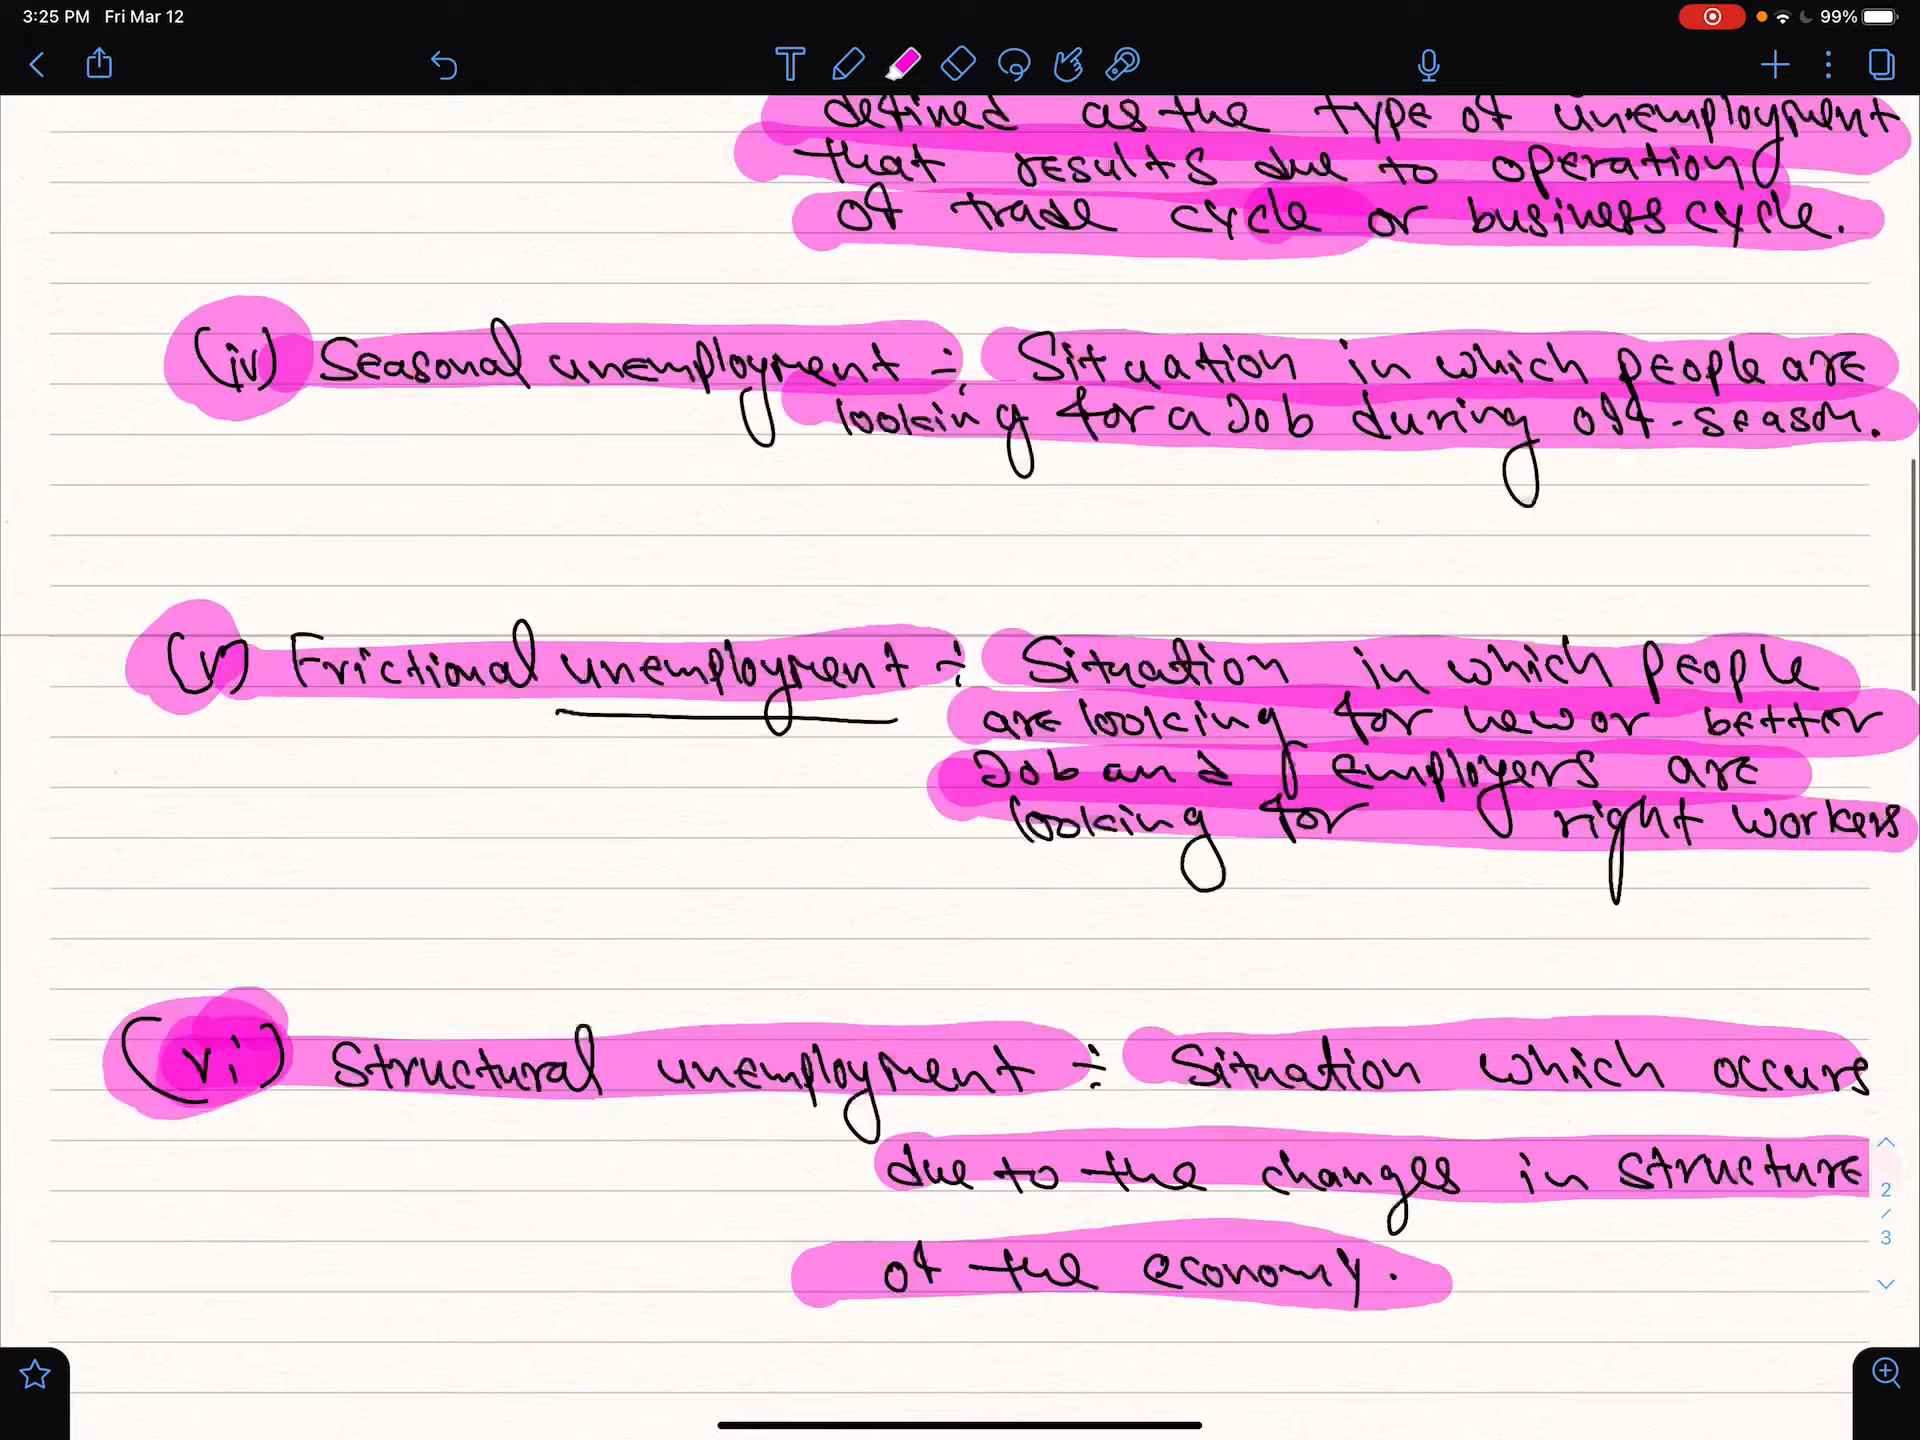 3:25 PM Fri Mar 12
99%
defined as the type of unemployment
that results due to operation
of trade cycle or business cycle.
(iv) Seasonal unemployment ÷ Situation in which people are
looking for a Job during off-season.
(v) Frictional unemployment ÷ Situation in which people
are looking for new or better
Job and employers are
looking for right workers
(vi) Structural unemployment ÷ Situation which occurs
due to the changes in structure
of the economy.
2
/
3